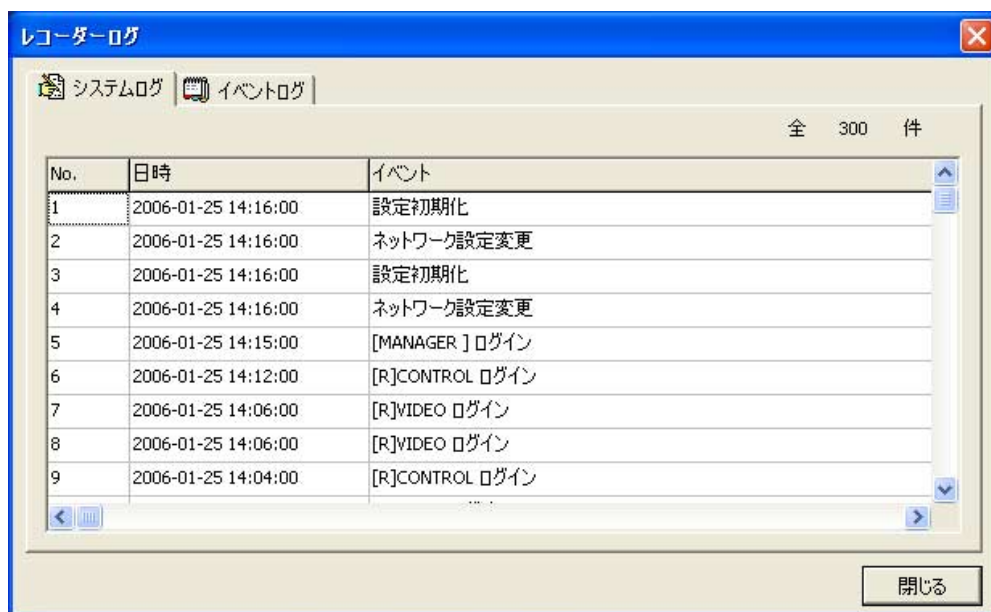 レコーダーログ
システムログ イベントログ
全 300 件
No. 日時 イベント
1 2006-01-25 14:16:00 設定初期化
2 2006-01-25 14:16:00 ネットワーク設定変更
3 2006-01-25 14:16:00 設定初期化
4 2006-01-25 14:16:00 ネットワーク設定変更
5 2006-01-25 14:15:00 [MANAGER ] ログイン
6 2006-01-25 14:12:00 [R]CONTROL ログイン
7 2006-01-25 14:06:00 [R]VIDEO ログイン
8 2006-01-25 14:06:00 [R]VIDEO ログイン
9 2006-01-25 14:04:00 [R]CONTROL ログイン
閉じる